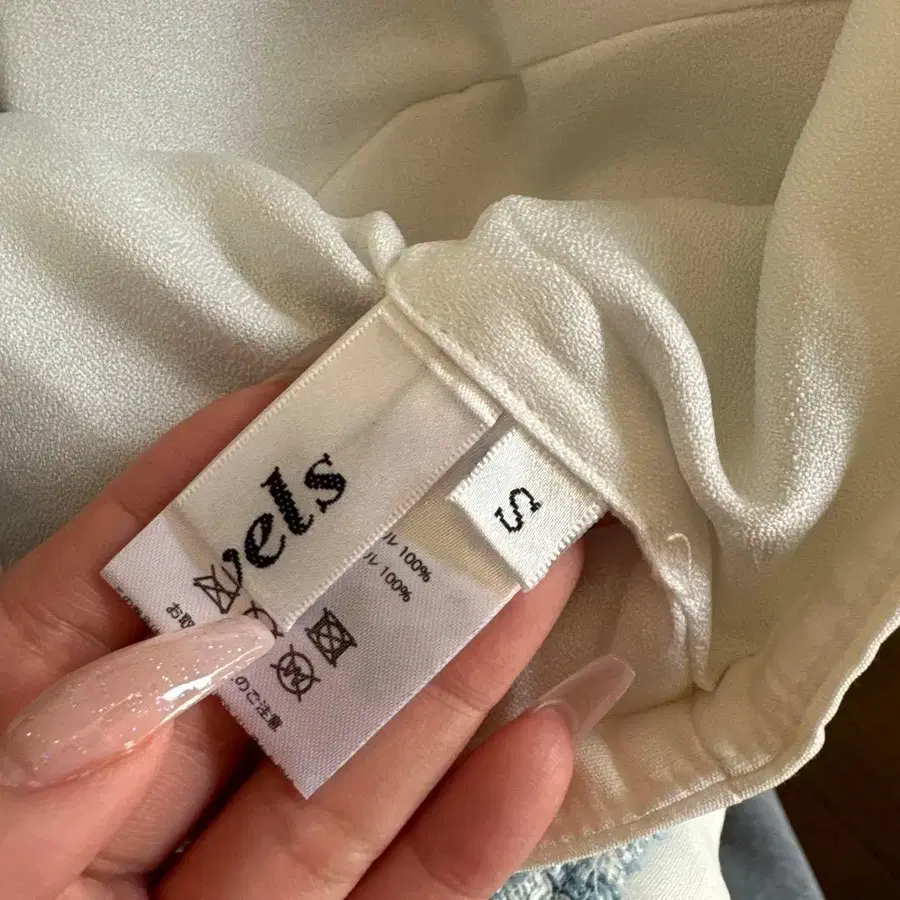 vels
S
ル 100%
ル 100%
お取
のご注意